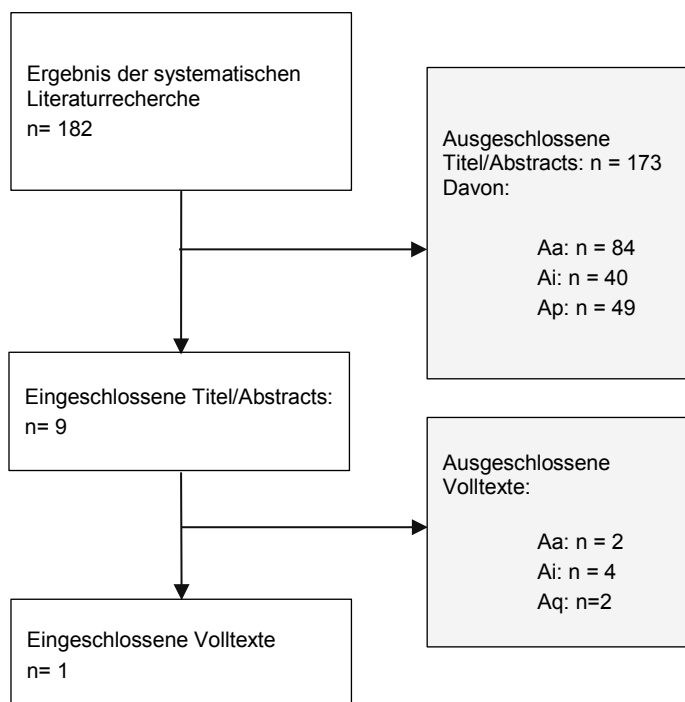 Ergebnis der systematischen
Literaturrecherche
n= 182
Ausgeschlossene
Titel/Abstracts: n = 173
Davon:
Aa: n = 84
Ai: n = 40
Ap: n = 49
Eingeschlossene Titel/Abstracts:
n= 9
Ausgeschlossene
Volltexte:
Aa: n = 2
Ai: n = 4
Aq: n=2
Eingeschlossene Volltexte
n= 1